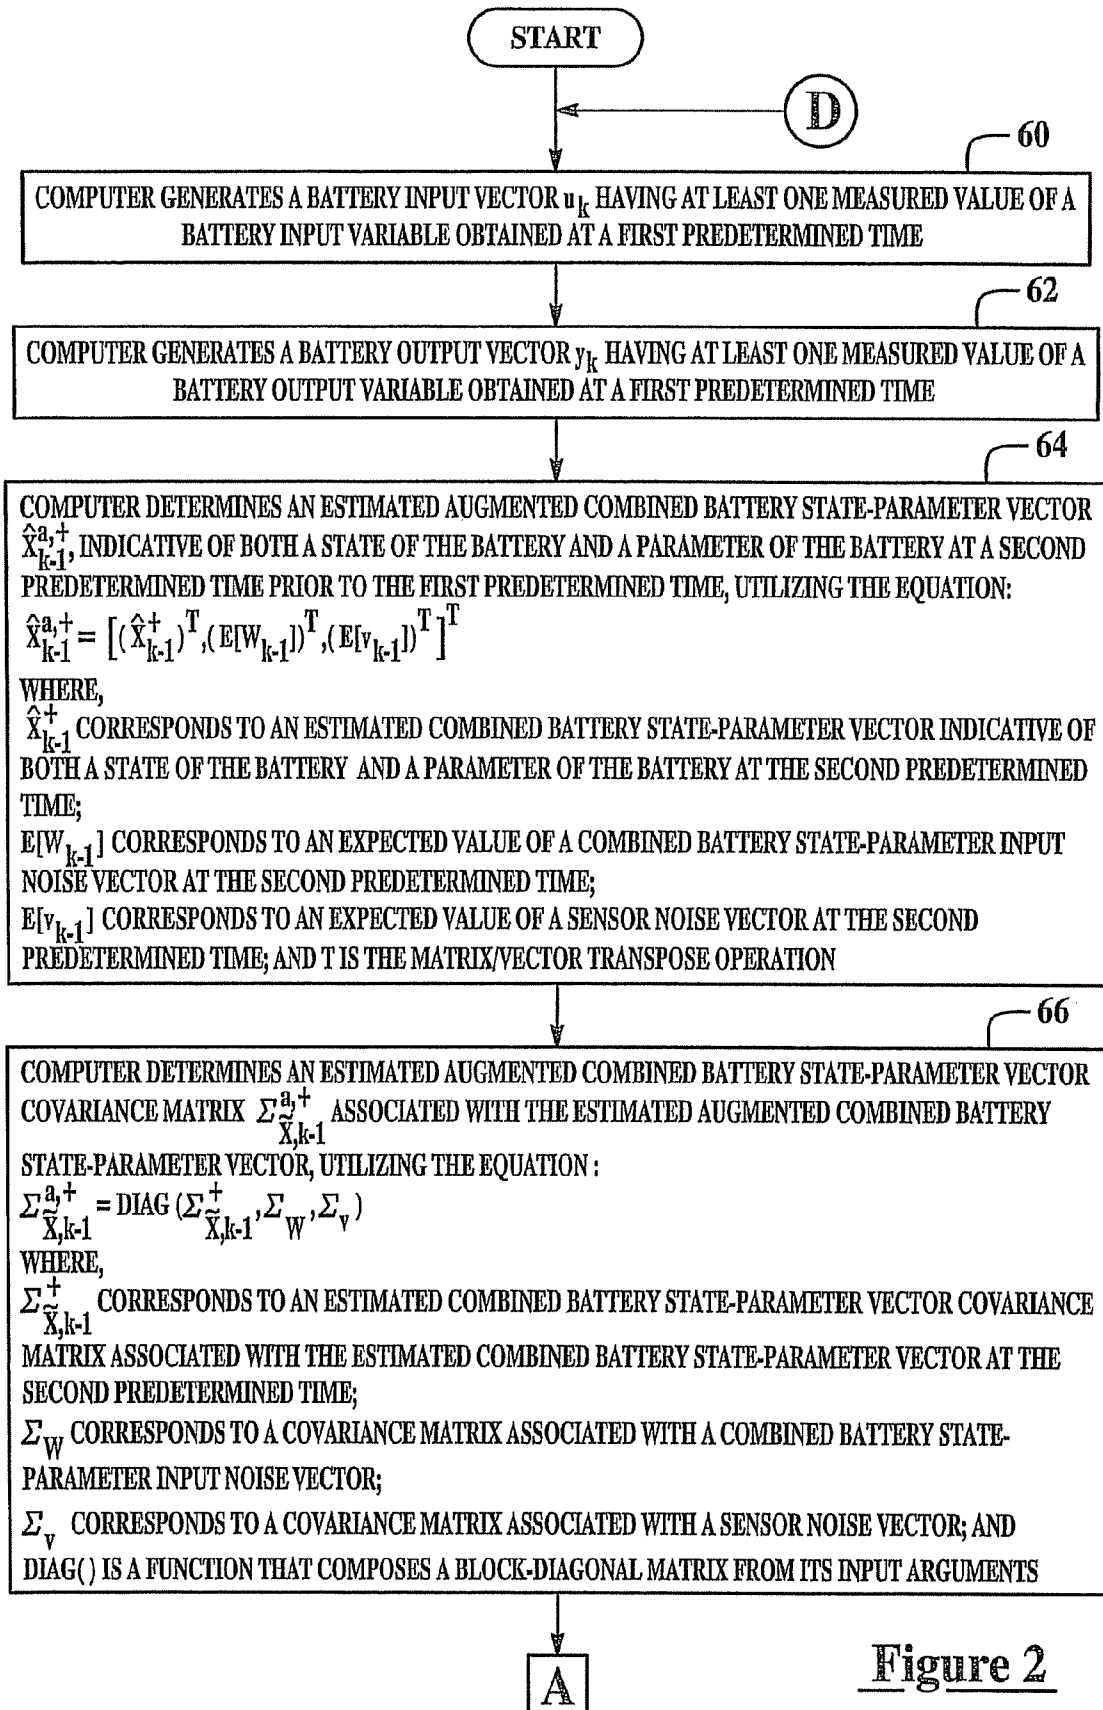 START
D
60
COMPUTER GENERATES A BATTERY INPUT VECTOR u_k HAVING AT LEAST ONE MEASURED VALUE OF A
BATTERY INPUT VARIABLE OBTAINED AT A FIRST PREDETERMINED TIME
62
COMPUTER GENERATES A BATTERY OUTPUT VECTOR y_k HAVING AT LEAST ONE MEASURED VALUE OF A
BATTERY OUTPUT VARIABLE OBTAINED AT A FIRST PREDETERMINED TIME
64
COMPUTER DETERMINES AN ESTIMATED AUGMENTED COMBINED BATTERY STATE-PARAMETER VECTOR
X̂_{k-1}^{a,+}, INDICATIVE OF BOTH A STATE OF THE BATTERY AND A PARAMETER OF THE BATTERY AT A SECOND
PREDETERMINED TIME PRIOR TO THE FIRST PREDETERMINED TIME, UTILIZING THE EQUATION:
X̂_{k-1}^{a,+} = [(X̂_{k-1}^{+})^T,(E[W_{k-1}])^T,(E[v_{k-1}])^T]^T
WHERE,
X̂_{k-1}^{+} CORRESPONDS TO AN ESTIMATED COMBINED BATTERY STATE-PARAMETER VECTOR INDICATIVE OF
BOTH A STATE OF THE BATTERY AND A PARAMETER OF THE BATTERY AT THE SECOND PREDETERMINED
TIME;
E[W_{k-1}] CORRESPONDS TO AN EXPECTED VALUE OF A COMBINED BATTERY STATE-PARAMETER INPUT
NOISE VECTOR AT THE SECOND PREDETERMINED TIME;
E[v_{k-1}] CORRESPONDS TO AN EXPECTED VALUE OF A SENSOR NOISE VECTOR AT THE SECOND
PREDETERMINED TIME; AND T IS THE MATRIX/VECTOR TRANSPOSE OPERATION
66
COMPUTER DETERMINES AN ESTIMATED AUGMENTED COMBINED BATTERY STATE-PARAMETER VECTOR
COVARIANCE MATRIX Σ_{X̃,k-1}^{a,+} ASSOCIATED WITH THE ESTIMATED AUGMENTED COMBINED BATTERY
STATE-PARAMETER VECTOR, UTILIZING THE EQUATION :
Σ_{X̃,k-1}^{a,+} = DIAG (Σ_{X̃,k-1}^{+},Σ_W,Σ_v)
WHERE,
Σ_{X̃,k-1}^{+} CORRESPONDS TO AN ESTIMATED COMBINED BATTERY STATE-PARAMETER VECTOR COVARIANCE
MATRIX ASSOCIATED WITH THE ESTIMATED COMBINED BATTERY STATE-PARAMETER VECTOR AT THE
SECOND PREDETERMINED TIME;
Σ_W CORRESPONDS TO A COVARIANCE MATRIX ASSOCIATED WITH A COMBINED BATTERY STATE-
PARAMETER INPUT NOISE VECTOR;
Σ_v CORRESPONDS TO A COVARIANCE MATRIX ASSOCIATED WITH A SENSOR NOISE VECTOR; AND
DIAG( ) IS A FUNCTION THAT COMPOSES A BLOCK-DIAGONAL MATRIX FROM ITS INPUT ARGUMENTS
A
Figure 2